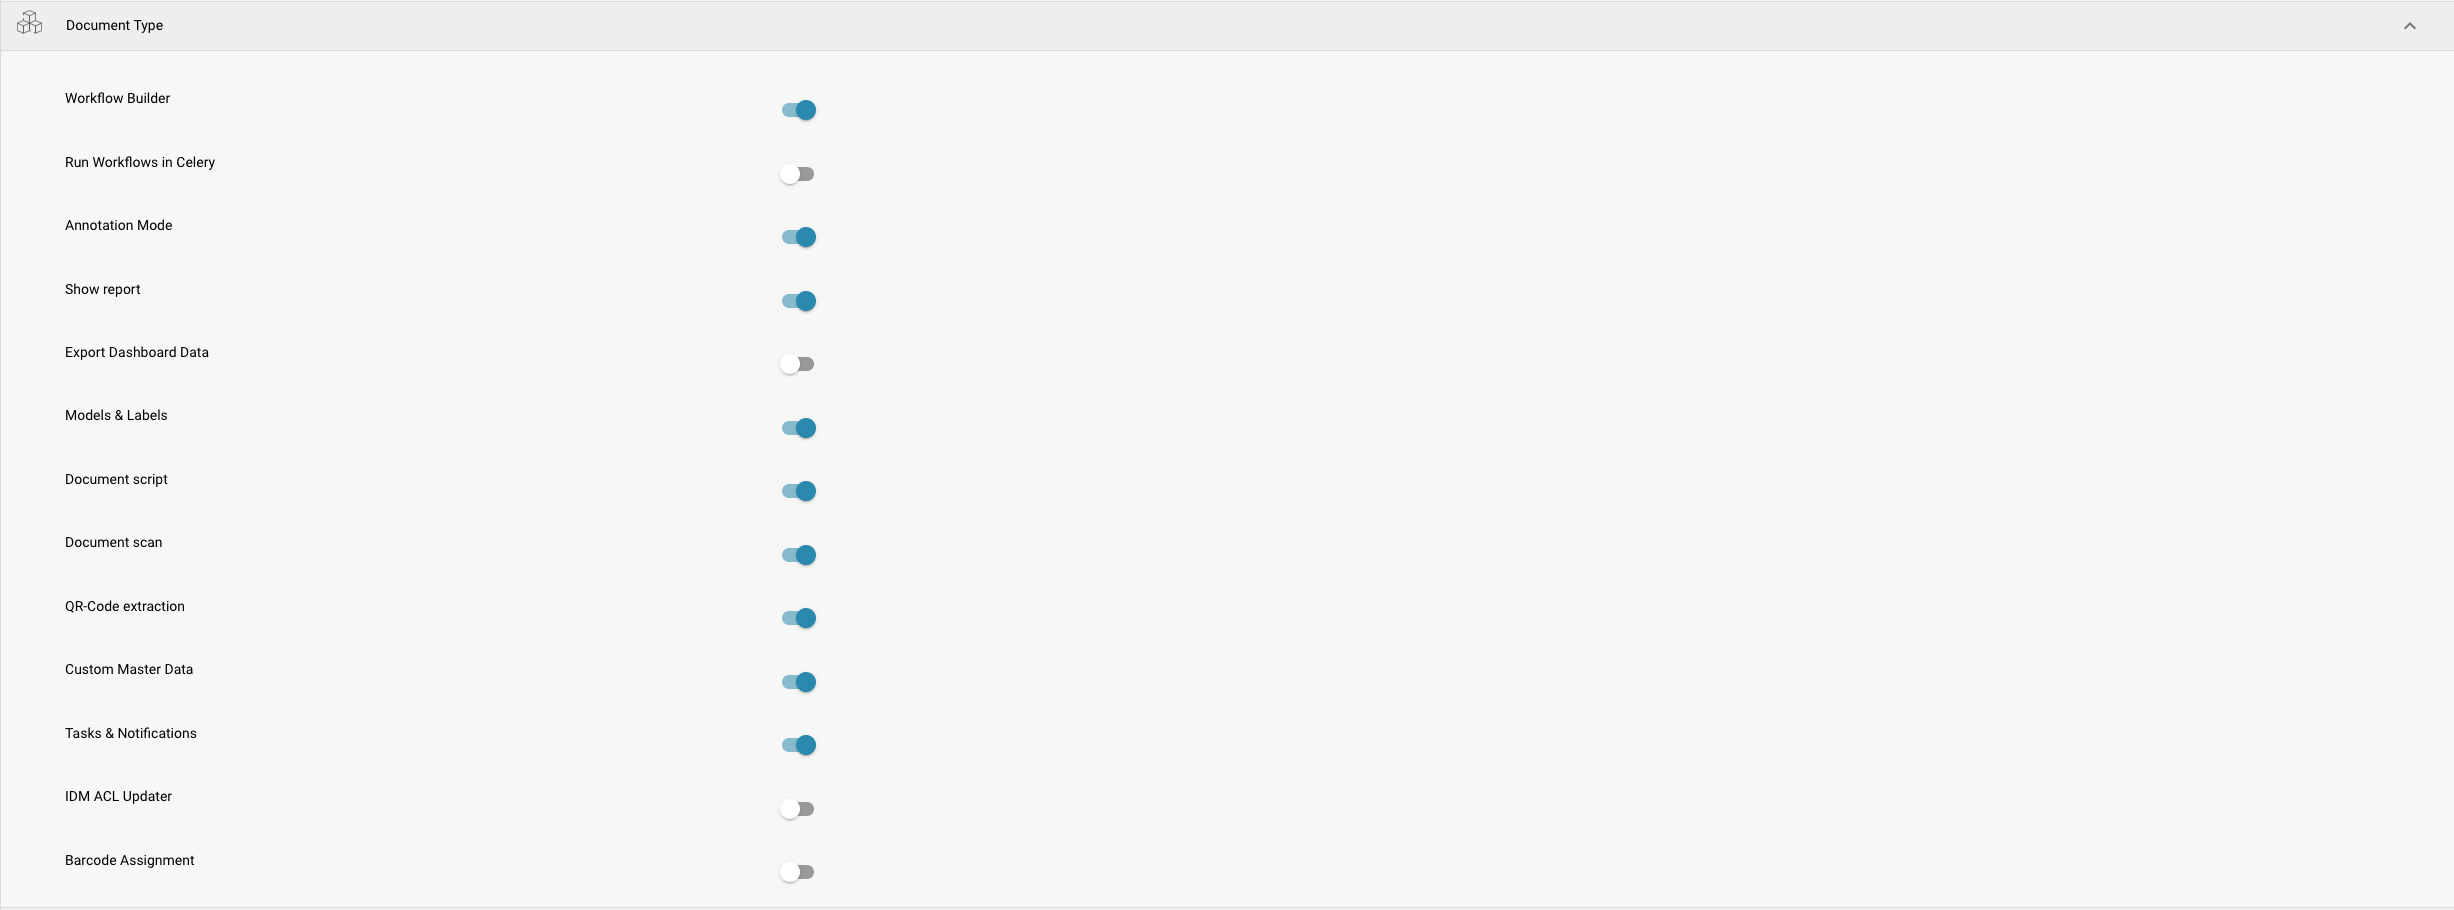 Document Type
Workflow Builder
Run Workflows in Celery
Annotation Mode
Show report
Export Dashboard Data
Models & Labels
Document script
Document scan
QR-Code extraction
Custom Master Data
Tasks & Notifications
IDM ACL Updater
Barcode Assignment